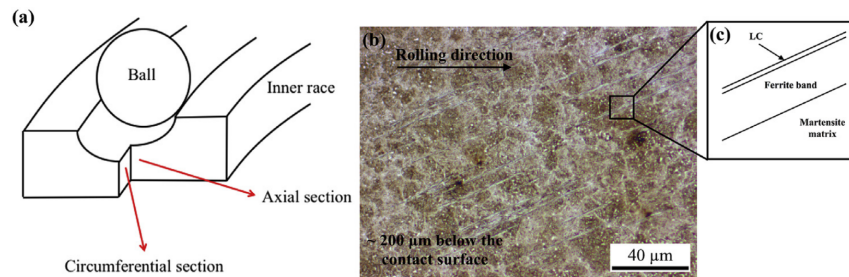 (a)
Ball
Inner race
Axial section
Circumferential section
(b)
Rolling direction
~ 200 µm below the
contact surface
40 µm
(c)
LC
Ferrite band
Martensite
matrix